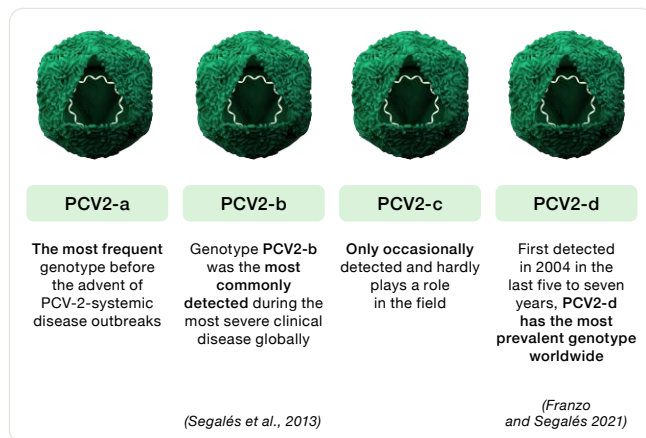 PCV2-a
The most frequent
genotype before
the advent of
PCV-2-systemic
disease outbreaks
PCV2-b
Genotype PCV2-b
was the most
commonly
detected during the
most severe clinical
disease globally
(Segalés et al., 2013)
PCV2-c
Only occasionally
detected and hardly
plays a role
in the field
PCV2-d
First detected
in 2004 in the
last five to seven
years, PCV2-d
has the most
prevalent genotype
worldwide
(Franzo
and Segalés 2021)